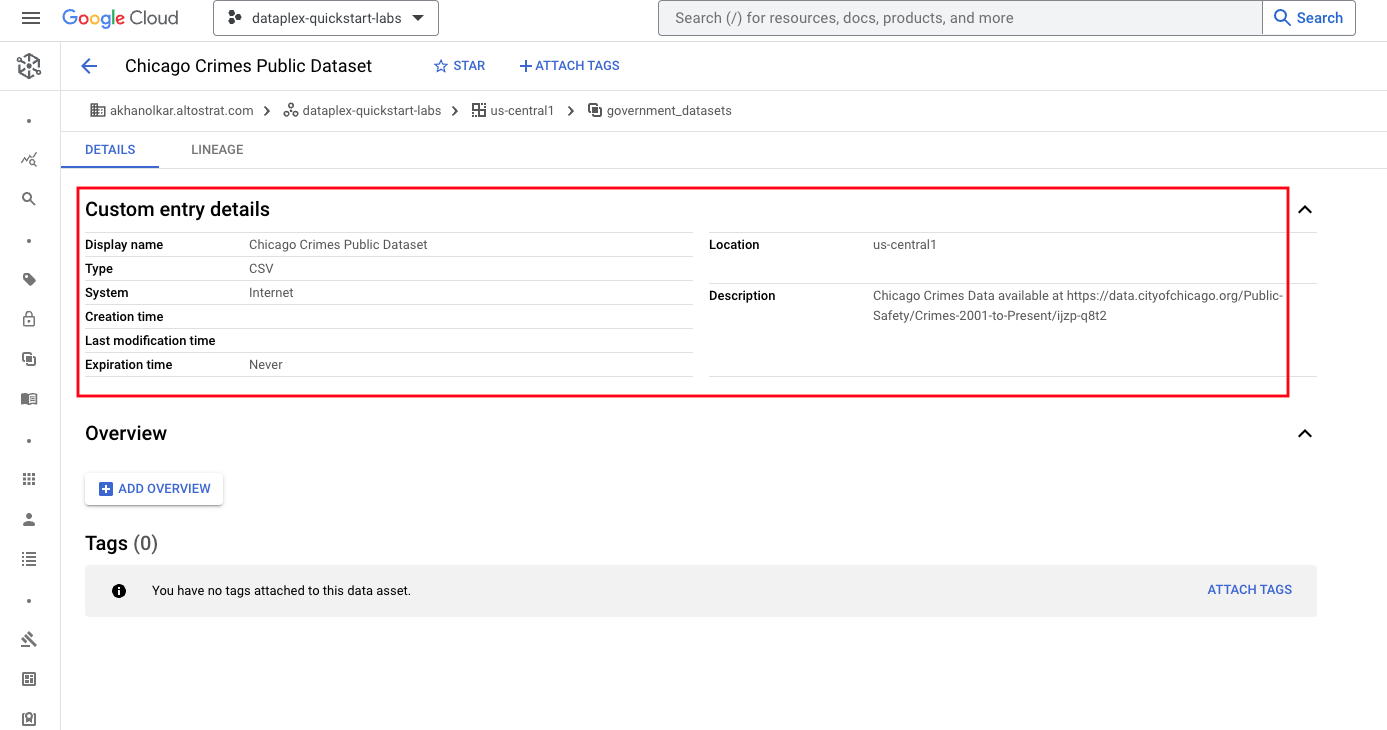 Google Cloud
dataplex-quickstart-labs
Search (/) for resources, docs, products, and more
Search
Chicago Crimes Public Dataset
STAR
ATTACH TAGS
akhanolkar.altostrat.com
dataplex-quickstart-labs
us-central1
government_datasets
DETAILS
LINEAGE
Custom entry details
Display name Chicago Crimes Public Dataset
Type CSV
System Internet
Creation time
Last modification time
Expiration time Never
Location us-central1
Description Chicago Crimes Data available at https://data.cityofchicago.org/Public-
Safety/Crimes-2001-to-Present/ijzp-q8t2
Overview
ADD OVERVIEW
Tags (0)
You have no tags attached to this data asset.
ATTACH TAGS